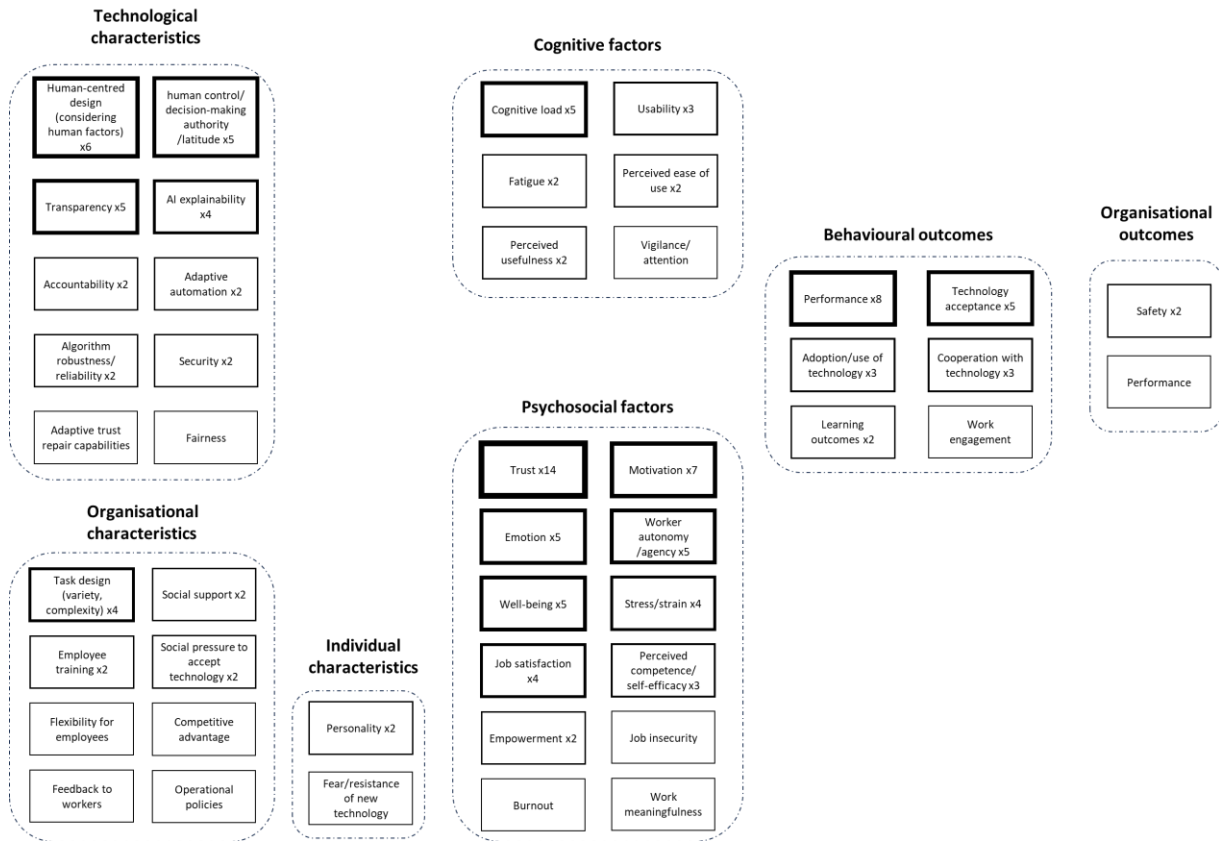 Technological
characteristics
Human-centred
design
(considering
human factors)
x6
human control/
decision-making
authority
/latitude x5
Transparency x5
AI explainability
x4
Accountability x2
Adaptive
automation x2
Algorithm
robustness/
reliability x2
Security x2
Adaptive trust
repair capabilities
Fairness
Organisational
characteristics
Task design
(variety,
complexity) x4
Social support x2
Employee
training x2
Social pressure to
accept
technology x2
Flexibility for
employees
Competitive
advantage
Feedback to
workers
Operational
policies
Individual
characteristics
Personality x2
Fear/resistance
of new
technology
Cognitive factors
Cognitive load x5
Usability x3
Fatigue x2
Perceived ease of
use x2
Perceived
usefulness x2
Vigilance/
attention
Psychosocial factors
Trust x14
Motivation x7
Emotion x5
Worker
autonomy
/agency x5
Well-being x5
Stress/strain x4
Job satisfaction
x4
Perceived
competence/
self-efficacy x3
Empowerment x2
Job insecurity
Burnout
Work
meaningfulness
Behavioural outcomes
Performance x8
Technology
acceptance x5
Adoption/use of
technology x3
Cooperation with
technology x3
Learning
outcomes x2
Work
engagement
Organisational
outcomes
Safety x2
Performance